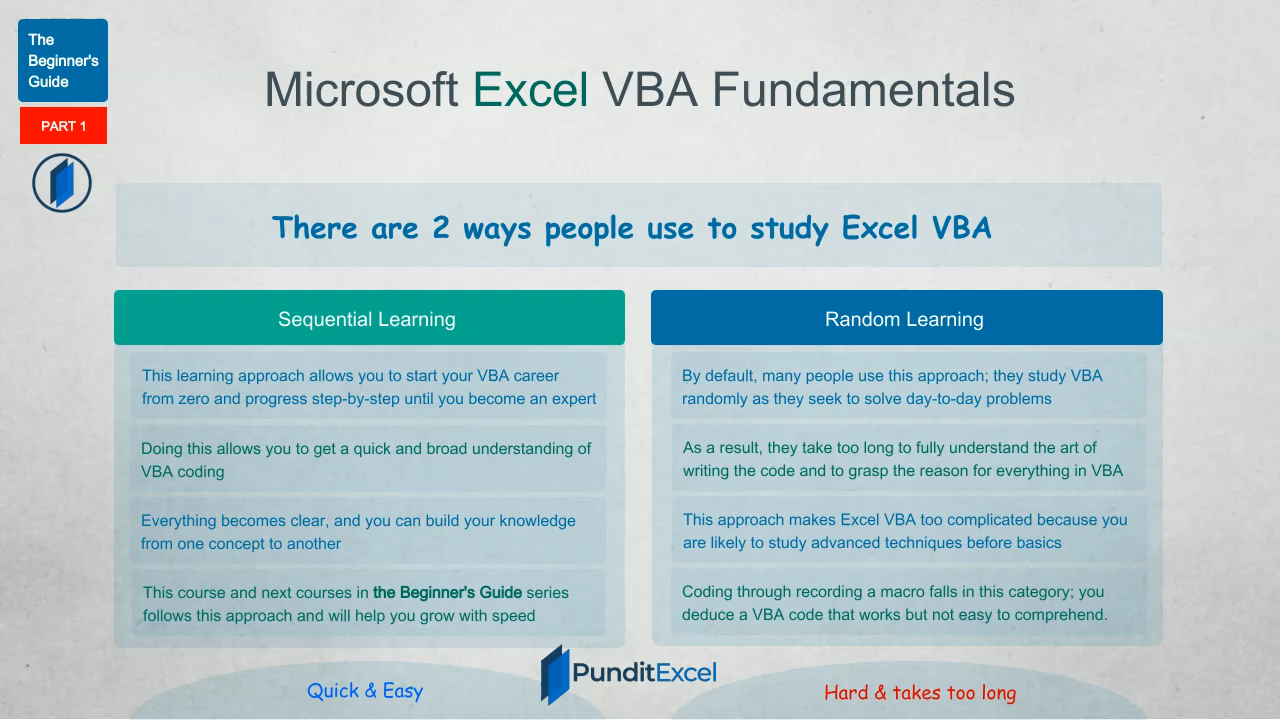 The
Beginner's
Guide
PART 1
Microsoft Excel VBA Fundamentals
There are 2 ways people use to study Excel VBA
Sequential Learning
This learning approach allows you to start your VBA career
from zero and progress step-by-step until you become an expert
Doing this allows you to get a quick and broad understanding of
VBA coding
Everything becomes clear, and you can build your knowledge
from one concept to another
This course and next courses in the Beginner's Guide series
follows this approach and will help you grow with speed
Quick & Easy
Random Learning
By default, many people use this approach; they study VBA
randomly as they seek to solve day-to-day problems
As a result, they take too long to fully understand the art of
writing the code and to grasp the reason for everything in VBA
This approach makes Excel VBA too complicated because you
are likely to study advanced techniques before basics
Coding through recording a macro falls in this category; you
deduce a VBA code that works but not easy to comprehend.
Hard & takes too long
PunditExcel